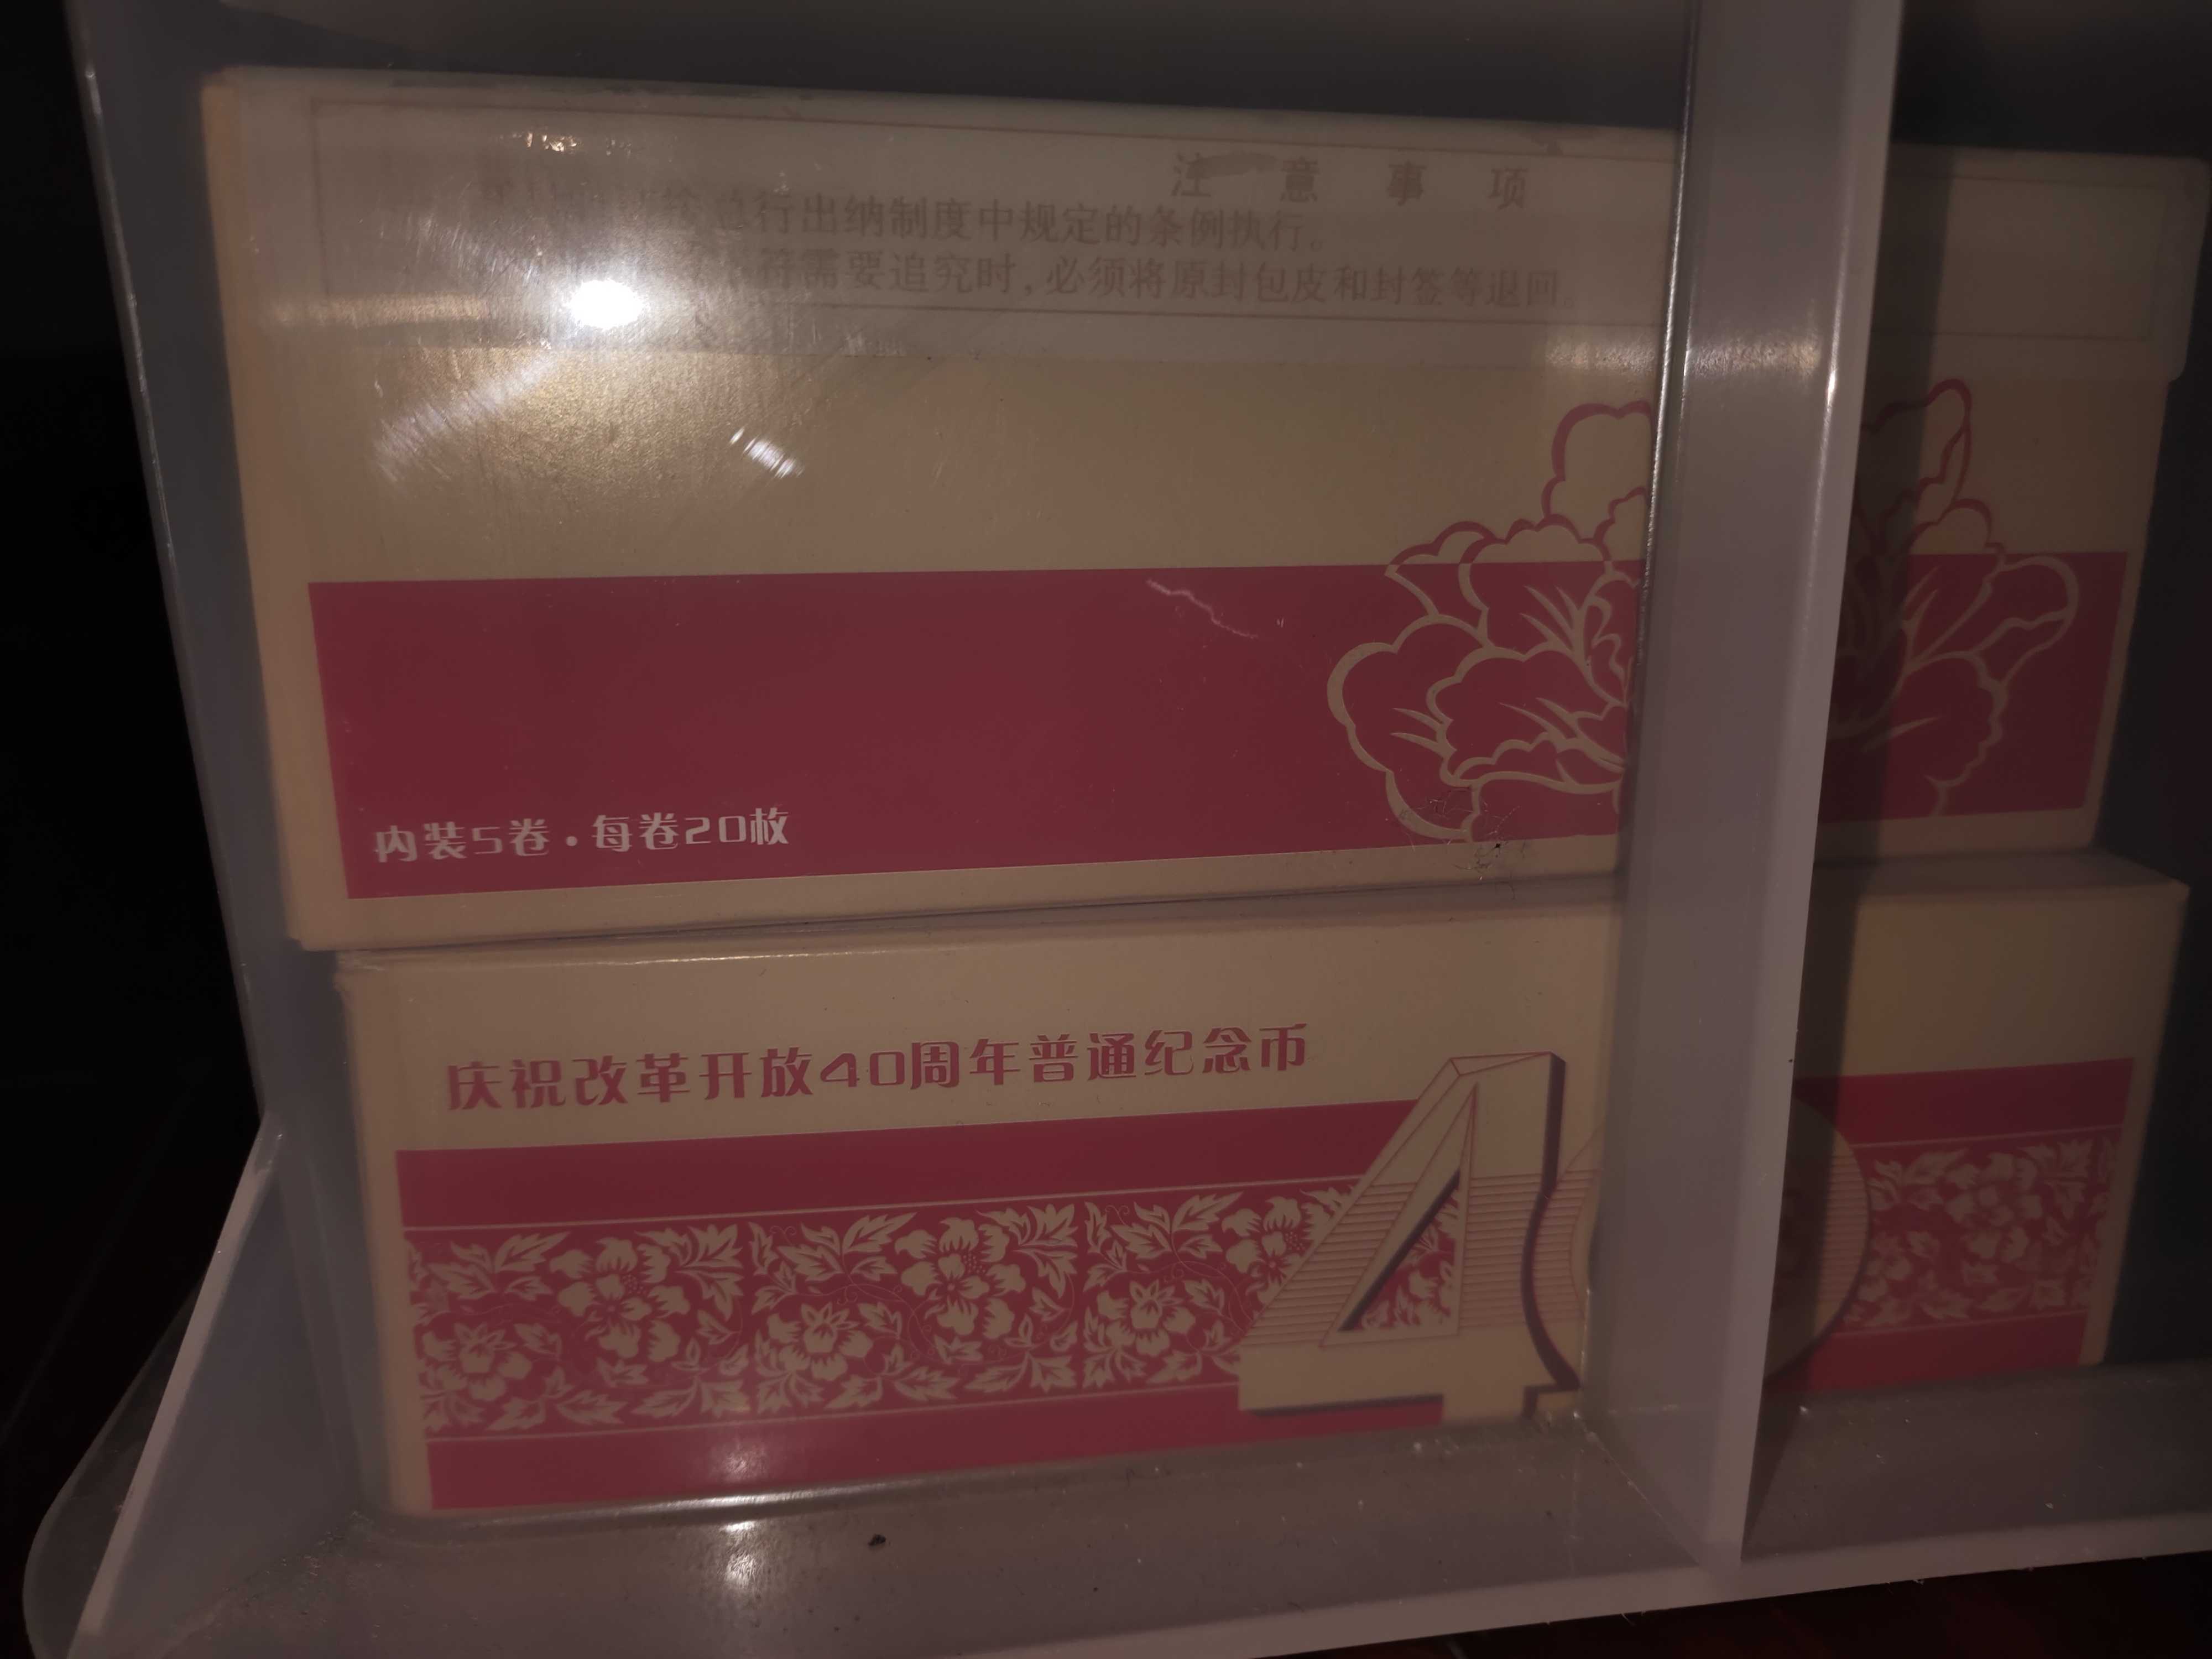 注意事项
总行出纳制度中规定的条例执行。
符需要追究时,必须将原封包皮和封签等退回。
内装5卷·每卷20枚
庆祝改革开放40周年普通纪念币
4